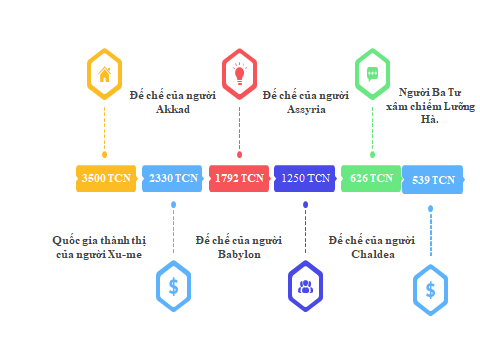 Đế chế của người
Akkad
Đế chế của người
Assyria
Người Ba Tư
xâm chiếm Lưỡng
Hà.
3500 TCN
2330 TCN
1792 TCN
1250 TCN
626 TCN
539 TCN
Quốc gia thành thị
của người Xu-me
Đế chế của người
Babylon
Đế chế của người
Chaldea